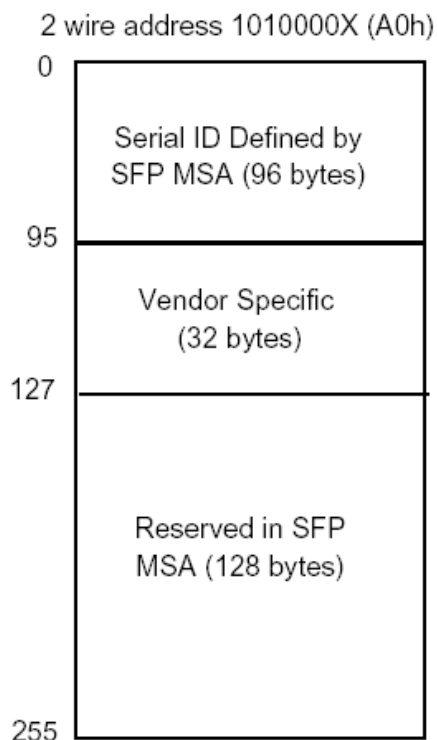 2 wire address 1010000X (A0h)
0
Serial ID Defined by
SFP MSA (96 bytes)
95
Vendor Specific
(32 bytes)
127
Reserved in SFP
MSA (128 bytes)
255